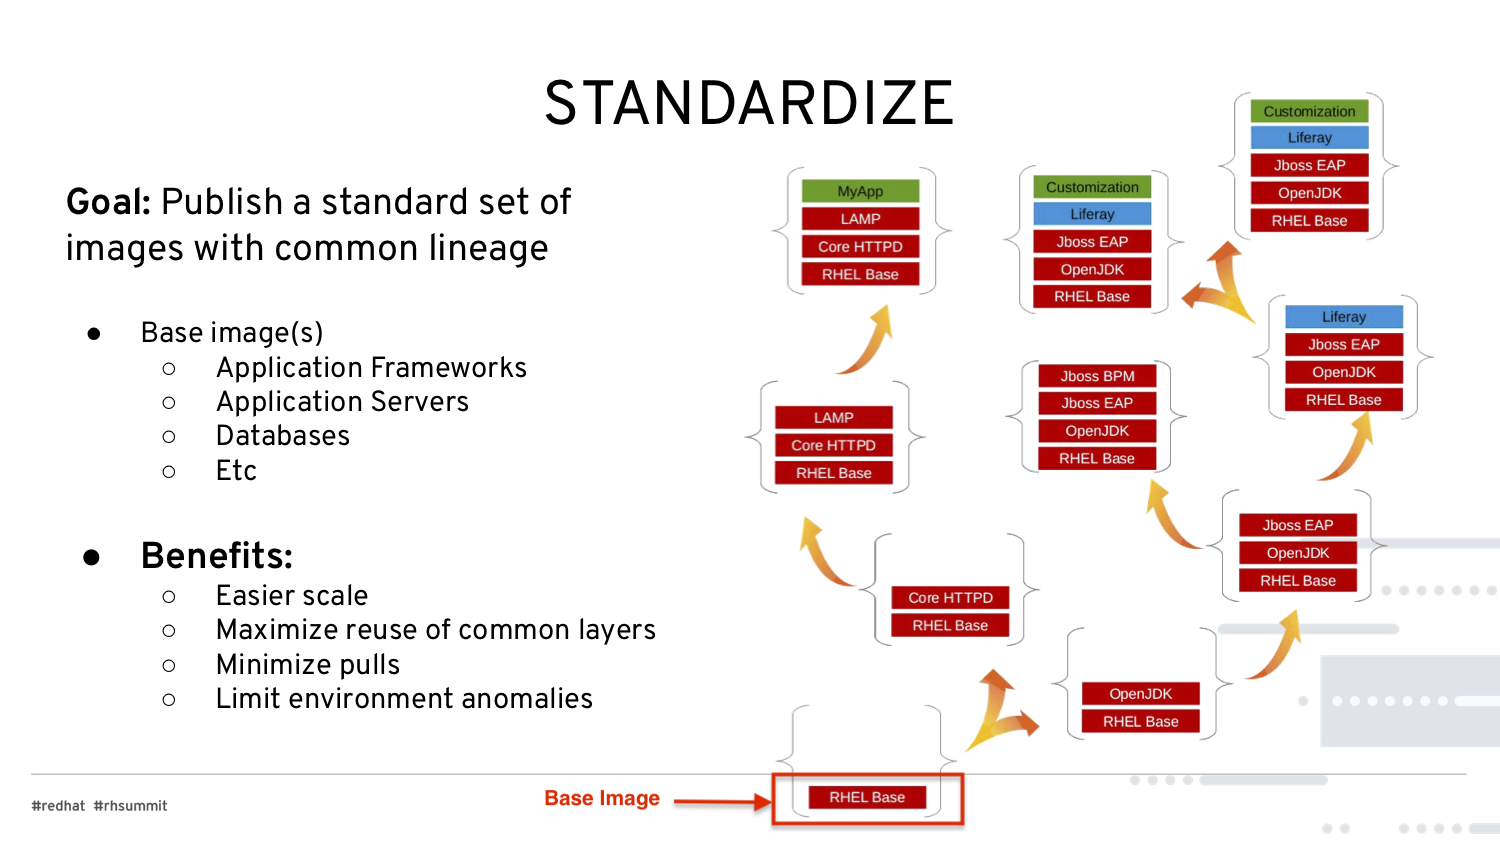 STANDARDIZE
Goal: Publish a standard set of
images with common lineage
● Base image(s)
○ Application Frameworks
○ Application Servers
○ Databases
○ Etc
● Benefits:
○ Easier scale
○ Maximize reuse of common layers
○ Minimize pulls
○ Limit environment anomalies
MyApp
LAMP
Core HTTPD
RHEL Base
Customization
Liferay
Jboss EAP
OpenJDK
RHEL Base
Customization
Liferay
Jboss EAP
OpenJDK
RHEL Base
LAMP
Core HTTPD
RHEL Base
Jboss BPM
Jboss EAP
OpenJDK
RHEL Base
Liferay
Jboss EAP
OpenJDK
RHEL Base
Core HTTPD
RHEL Base
Jboss EAP
OpenJDK
RHEL Base
OpenJDK
RHEL Base
RHEL Base
Base Image
#redhat #rhsummit